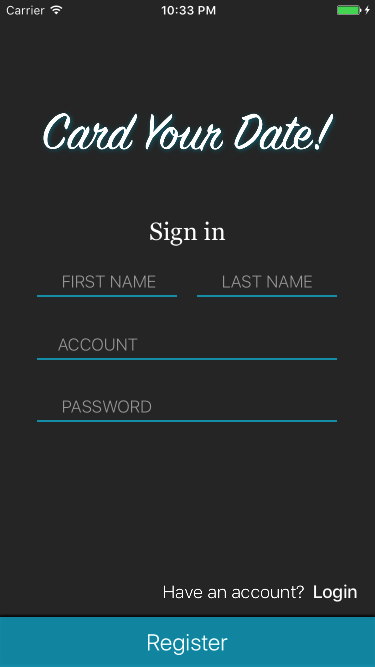 Carrier 10:33 PM
Card Your Date!
Sign in
FIRST NAME LAST NAME
ACCOUNT
PASSWORD
Have an account? Login
Register